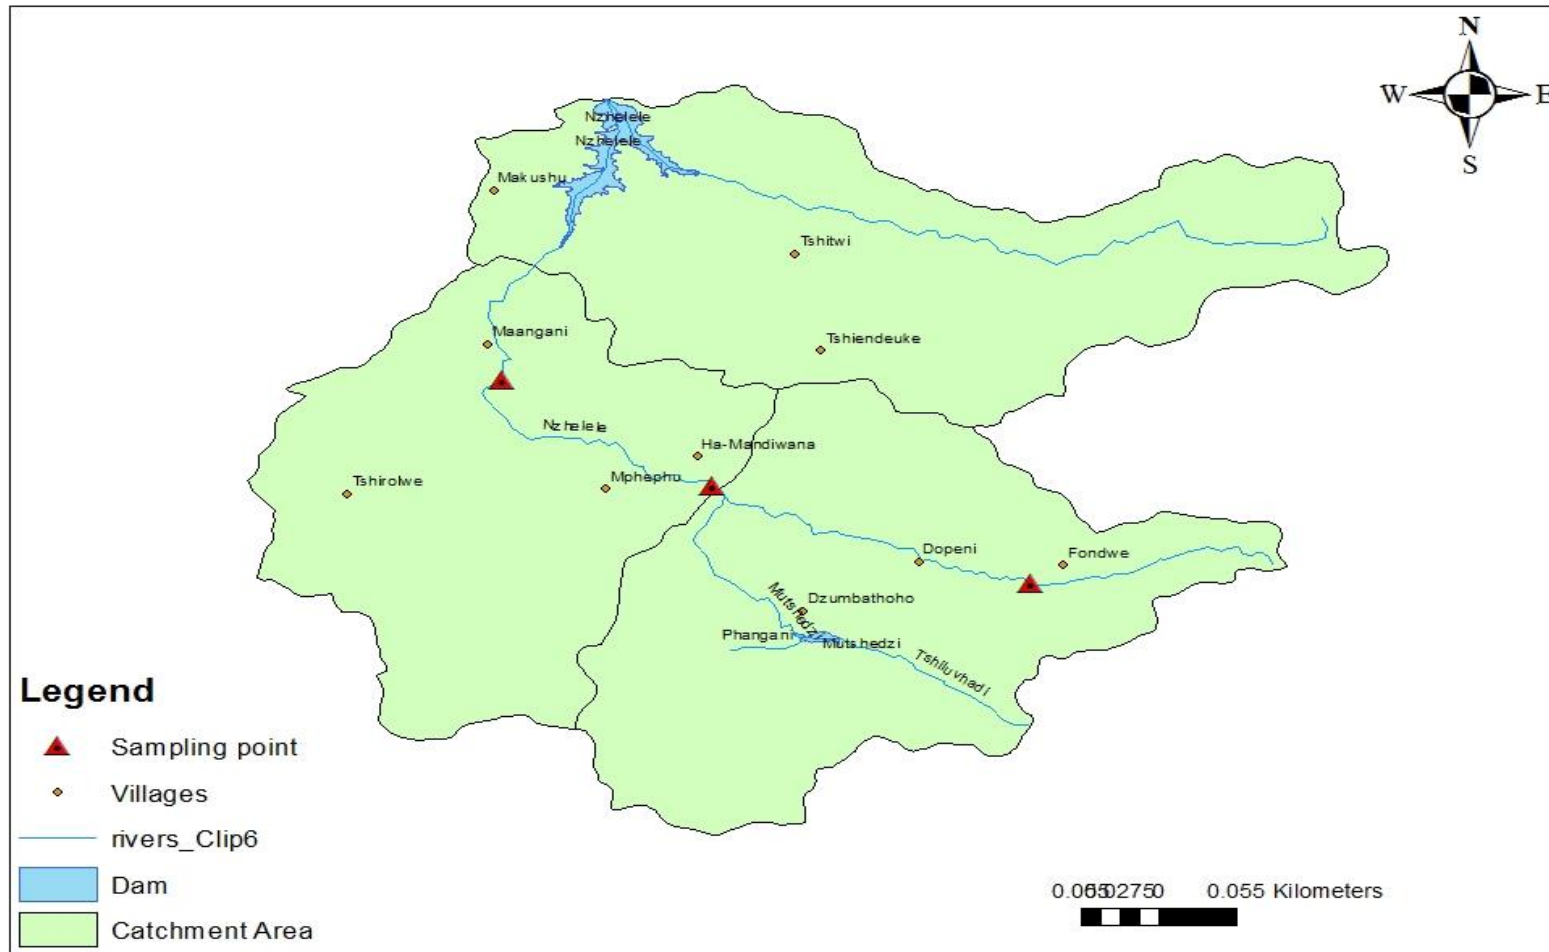 N
W E
S
Nzhelele
Nzhelele
Makushu
Tshitwi
Maangani
Tshiendeuke
Nzhelele
Ha-Mandiwana
Tshirolwe
Mphephu
Dopeni
Fondwe
Mutshedzi
Dzumbathoho
Phangani
Mutshedzi
Tshiluvhadi
Legend
Sampling point
Villages
rivers_Clip6
Dam
Catchment Area
0.055 Kilometers